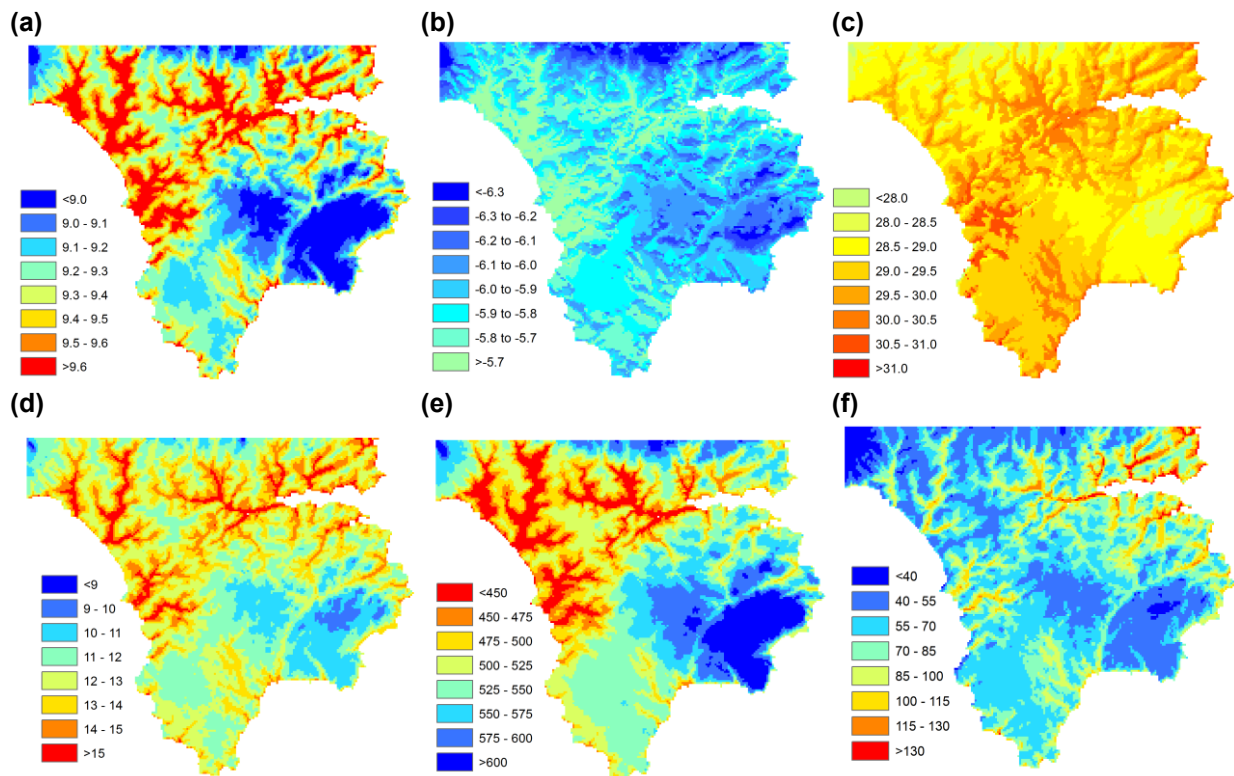 (a)
<9.0
9.0 - 9.1
9.1 - 9.2
9.2 - 9.3
9.3 - 9.4
9.4 - 9.5
9.5 - 9.6
>9.6
(b)
<-6.3
-6.3 to -6.2
-6.2 to -6.1
-6.1 to -6.0
-6.0 to -5.9
-5.9 to -5.8
-5.8 to -5.7
>-5.7
(c)
<28.0
28.0 - 28.5
28.5 - 29.0
29.0 - 29.5
29.5 - 30.0
30.0 - 30.5
30.5 - 31.0
>31.0
(d)
<9
9 - 10
10 - 11
11 - 12
12 - 13
13 - 14
14 - 15
>15
(e)
<450
450 - 475
475 - 500
500 - 525
525 - 550
550 - 575
575 - 600
>600
(f)
<40
40 - 55
55 - 70
70 - 85
85 - 100
100 - 115
115 - 130
>130